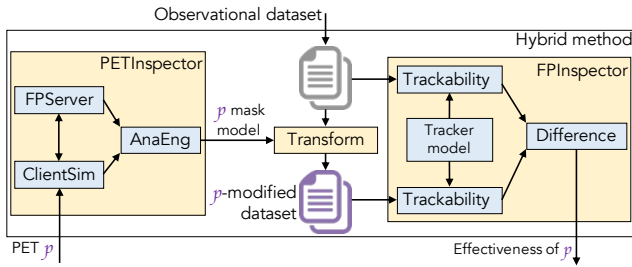 Observational dataset
Hybrid method
PETInspector
FPServer
ClientSim
AnaEng
p mask
model
Transform
p-modified
dataset
FPInspector
Trackability
Tracker
model
Trackability
Difference
PET p
Effectiveness of p